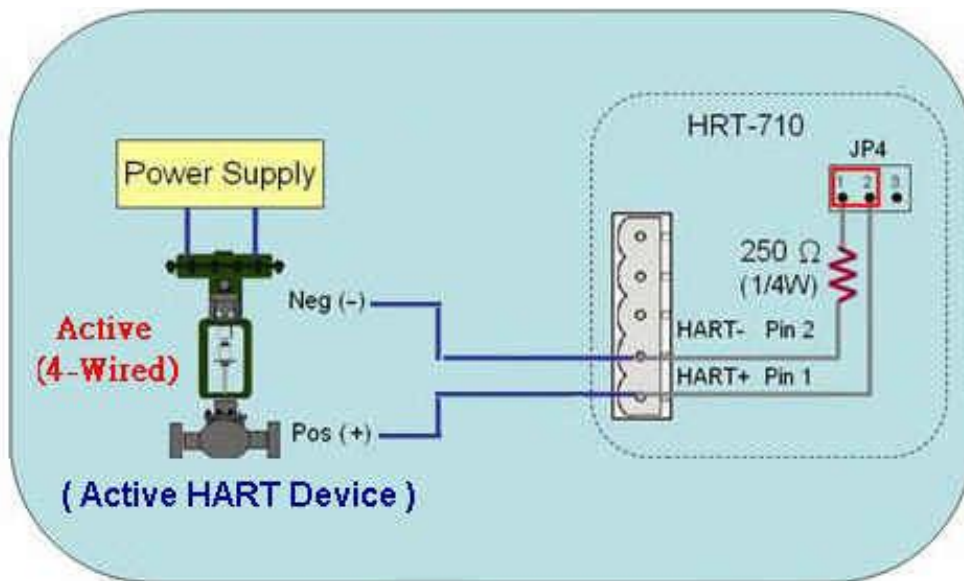 HRT-710
JP4
1 2 3
Power Supply
250 Ω
(1/4W)
Neg (-)
Active
(4-Wired)
HART- Pin 2
HART+ Pin 1
Pos (+)
( Active HART Device )